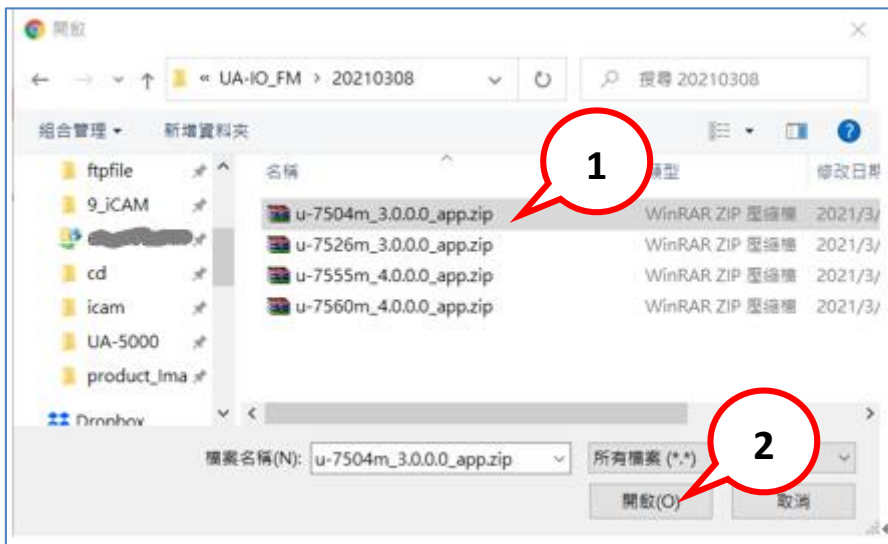 開啟
« UA-IO_FM > 20210308
搜尋 20210308
組合管理 新增資料夾
ftpfile
9_iCAM
cd
icam
UA-5000
product_Ima
Dropbox
名稱 類型 修改日期
1
u-7504m_3.0.0.0_app.zip WinRAR ZIP 壓縮檔 2021/3/
u-7526m_3.0.0.0_app.zip WinRAR ZIP 壓縮檔 2021/3/
u-7555m_4.0.0.0_app.zip WinRAR ZIP 壓縮檔 2021/3/
u-7560m_4.0.0.0_app.zip WinRAR ZIP 壓縮檔 2021/3/
檔案名稱(N): u-7504m_3.0.0.0_app.zip 所有檔案 (*.*)
2
開啟(O) 取消